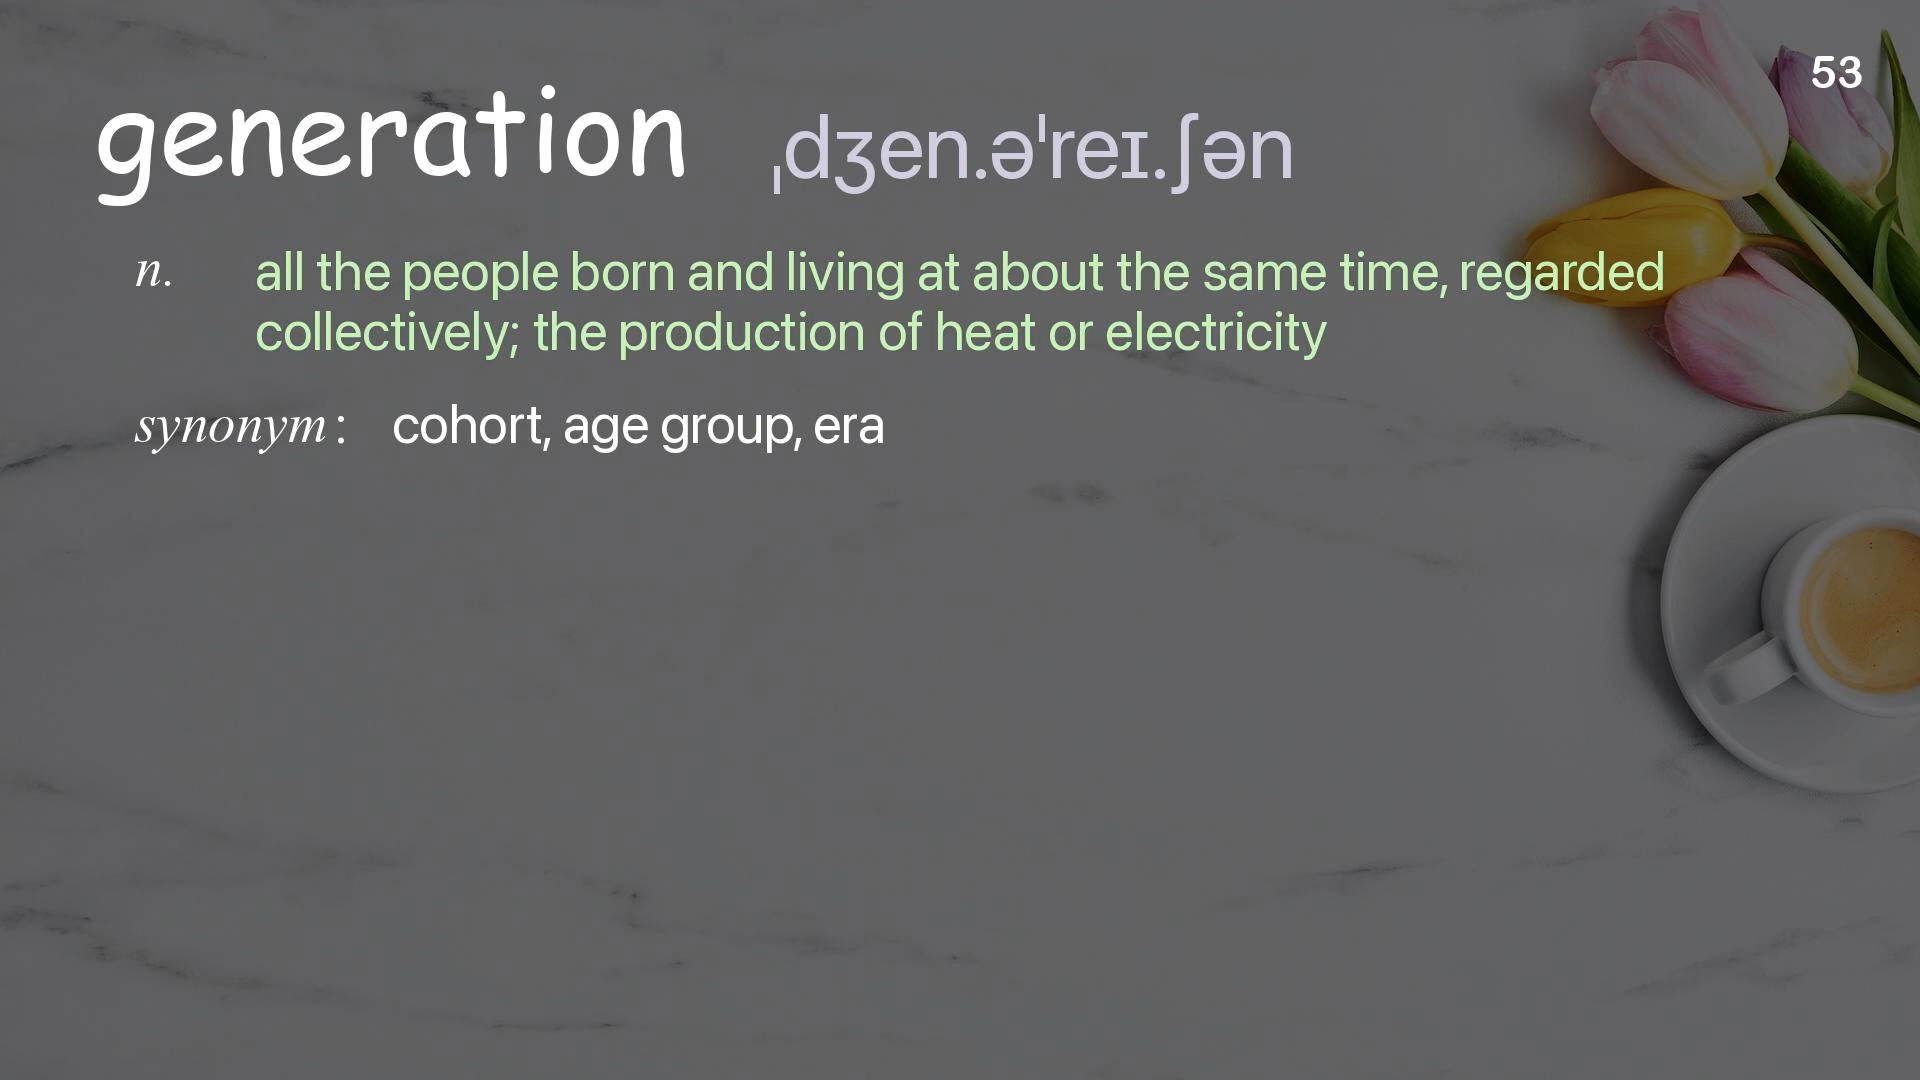 53
generation ˌdʒen.əˈreɪ.ʃən
n. all the people born and living at about the same time, regarded
collectively; the production of heat or electricity
synonym: cohort, age group, era